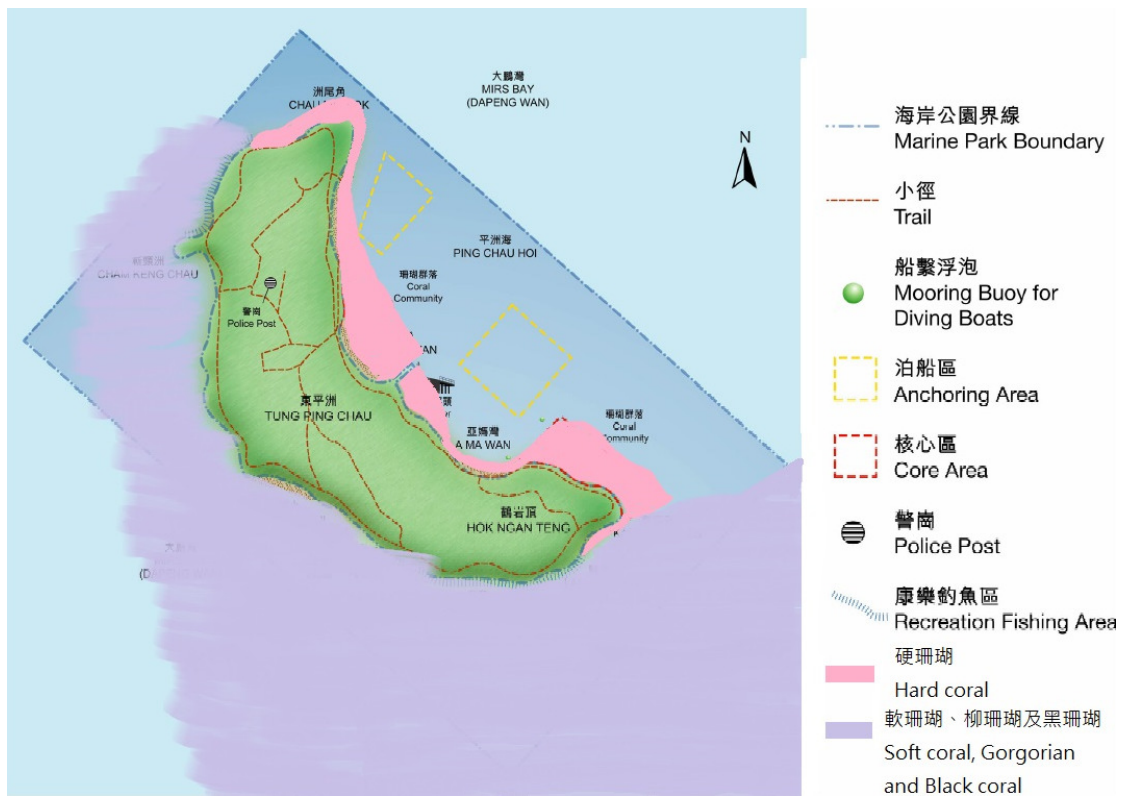 大鵬灣
MIRS BAY
(DAPENG WAN)
洲尾角
N
平洲海
PING CHAU HOI
CHAM KENG CHAU
珊瑚群落
Coral
Community
警崗
Police Post
東平洲
TUNG PING CHAU
亞媽灣
A MA WAN
珊瑚群落
Coral
鶴岩頂
HOK NGAN TENG
海岸公園界線
Marine Park Boundary
小徑
Trail
船繫浮泡
Mooring Buoy for
Diving Boats
泊船區
Anchoring Area
核心區
Core Area
警崗
Police Post
康樂釣魚區
Recreation Fishing Area
硬珊瑚
Hard coral
軟珊瑚、柳珊瑚及黑珊瑚
Soft coral, Gorgorian
and Black coral